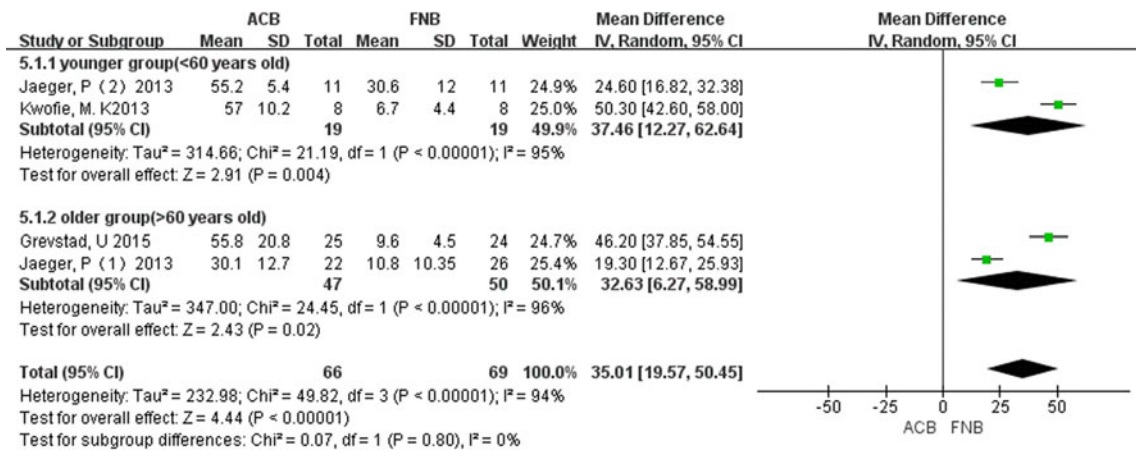 ACB FNB Mean Difference Mean Difference
Study or Subgroup Mean SD Total Mean SD Total Weight IV, Random, 95% CI IV, Random, 95% CI
5.1.1 younger group(<60 years old)
Jaeger, P (2) 2013 55.2 5.4 11 30.6 12 11 24.9% 24.60 [16.82, 32.38]
Kwofie, M. K2013 57 10.2 8 6.7 4.4 8 25.0% 50.30 [42.60, 58.00]
Subtotal (95% CI) 19 19 49.9% 37.46 [12.27, 62.64]
Heterogeneity: Tau² = 314.66; Chi² = 21.19, df = 1 (P < 0.00001); I² = 95%
Test for overall effect: Z = 2.91 (P = 0.004)
5.1.2 older group(>60 years old)
Grevstad, U 2015 55.8 20.8 25 9.6 4.5 24 24.7% 46.20 [37.85, 54.55]
Jaeger, P (1) 2013 30.1 12.7 22 10.8 10.35 26 25.4% 19.30 [12.67, 25.93]
Subtotal (95% CI) 47 50 50.1% 32.63 [6.27, 58.99]
Heterogeneity: Tau² = 347.00; Chi² = 24.45, df = 1 (P < 0.00001); I² = 96%
Test for overall effect: Z = 2.43 (P = 0.02)
Total (95% CI) 66 69 100.0% 35.01 [19.57, 50.45]
Heterogeneity: Tau² = 232.98; Chi² = 49.82, df = 3 (P < 0.00001); I² = 94%
Test for overall effect: Z = 4.44 (P < 0.00001)
Test for subgroup differences: Chi² = 0.07, df = 1 (P = 0.80), I² = 0%
-50 -25 0 25 50
ACB FNB